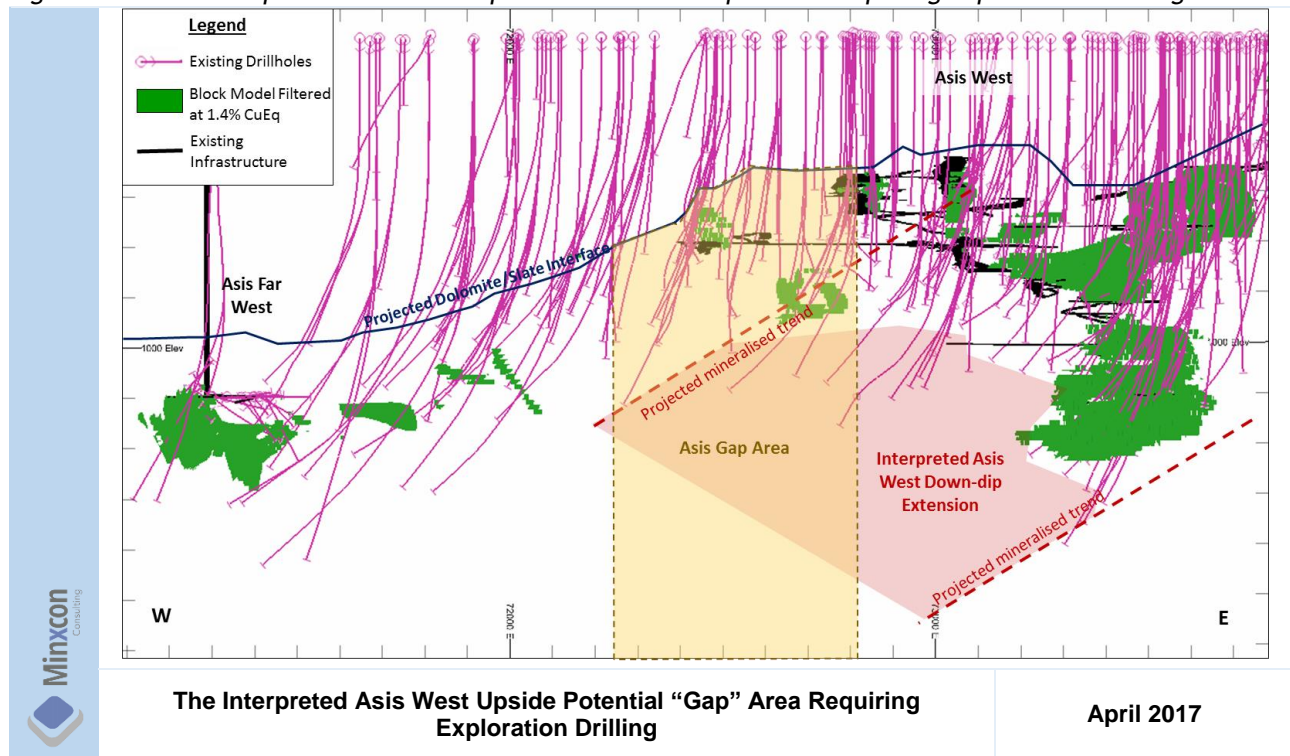 Legend
Existing Drillholes
Block Model Filtered
at 1.4% CuEq
Existing
Infrastructure
72000 E
Asis West
Asis Far
West
Projected Dolomite/Slate Interface
1000 Elev
Projected mineralised trend
Asis Gap Area
Interpreted Asis
West Down-dip
Extension
Projected mineralised trend
W
72000 E
E
Minxcon
Consulting
The Interpreted Asis West Upside Potential “Gap” Area Requiring
Exploration Drilling
April 2017